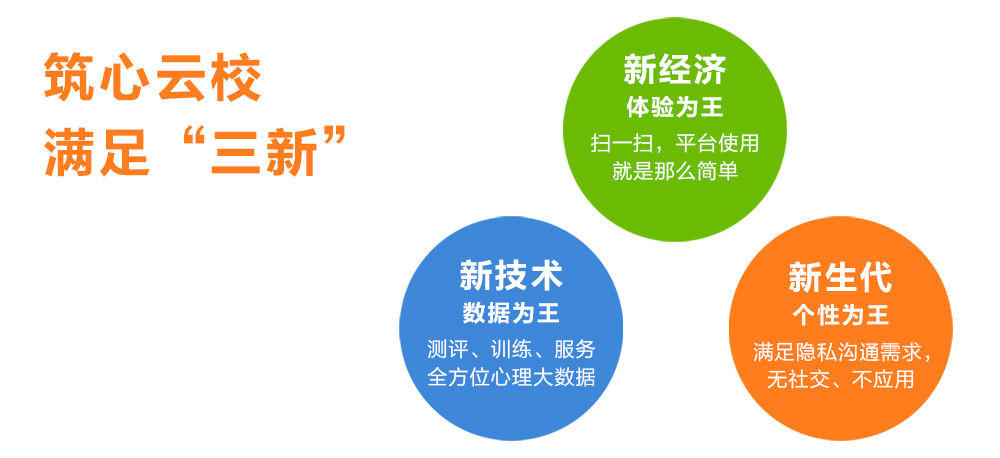 筑心云校
满足“三新”
新经济
体验为王
扫一扫，平台使用
就是那么简单
新技术
数据为王
测评、训练、服务
全方位心理大数据
新生代
个性为王
满足隐私沟通需求，
无社交、不应用